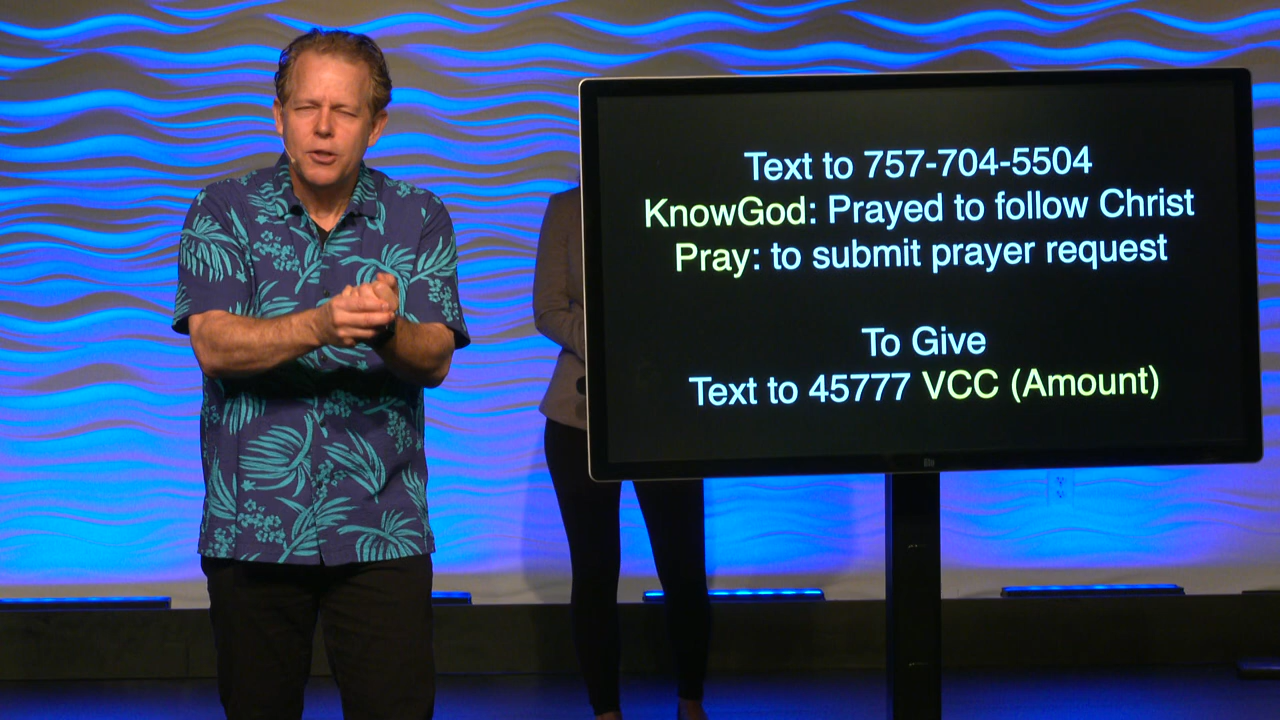 Text to 757-704-5504
KnowGod: Prayed to follow Christ
Pray: to submit prayer request
To Give
Text to 45777 VCC (Amount)
elo